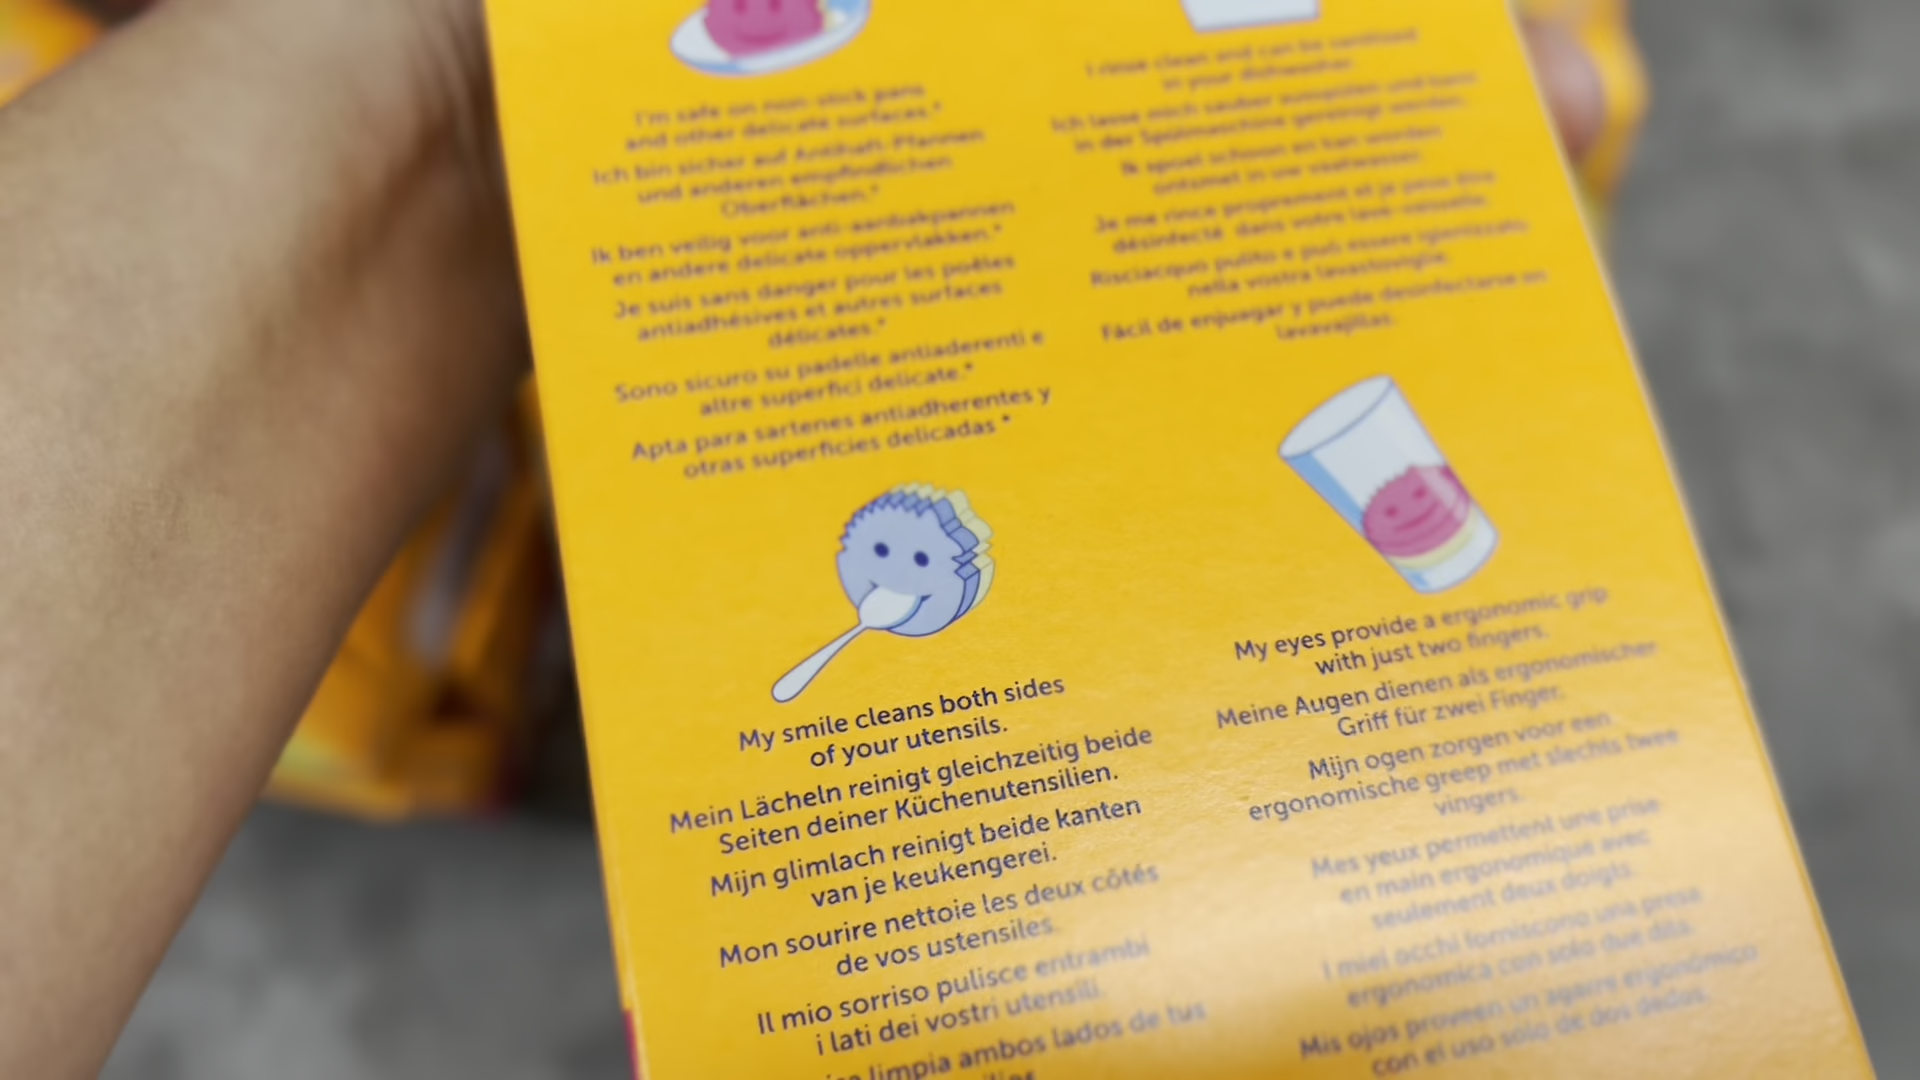 I'm safe on non-stick pans
and other delicate surfaces.*
Ich bin sicher auf Antihaft-Pfannen
und anderen empfindlichen
Oberflächen.*
Ik ben veilig voor anti-aanbakpannen
en andere delicate oppervlakken.*
Je suis sans danger pour les poêles
antiadhésives et autres surfaces
délicates.*
Sono sicuro su padelle antiaderenti e
altre superfici delicate.*
Apta para sartenes antiadherentes y
otras superficies delicadas *
I rinse clean and can be sanitised
in your dishwasher.
Ich lasse mich sauber ausspülen und kann
in der Spülmaschine gereinigt werden.
Ik spoel schoon en kan worden
ontsmet in uw vaatwasser.
Je me rince proprement et je peux être
désinfecté dans votre lave-vaisselle.
Risciacquo pulito e può essere igienizzato
nella vostra lavastoviglie.
Fácil de enjuagar y puede desinfectarse en
lavavajillas.
My smile cleans both sides
of your utensils.
Mein Lächeln reinigt gleichzeitig beide
Seiten deiner Küchenutensilien.
Mijn glimlach reinigt beide kanten
van je keukengerei.
Mon sourire nettoie les deux côtés
de vos ustensiles.
Il mio sorriso pulisce entrambi
i lati dei vostri utensili.
limpia ambos lados de tus
My eyes provide a ergonomic grip
with just two fingers.
Meine Augen dienen als ergonomischer
Griff für zwei Finger.
Mijn ogen zorgen voor een
ergonomische greep met slechts twee
vingers.
Mes yeux permettent une prise
en main ergonomique avec
seulement deux doigts.
I miei occhi forniscono una presa
ergonomica con solo due dita.
Mis ojos proveen un agarre ergonómico
con el uso solo de dos dedos.